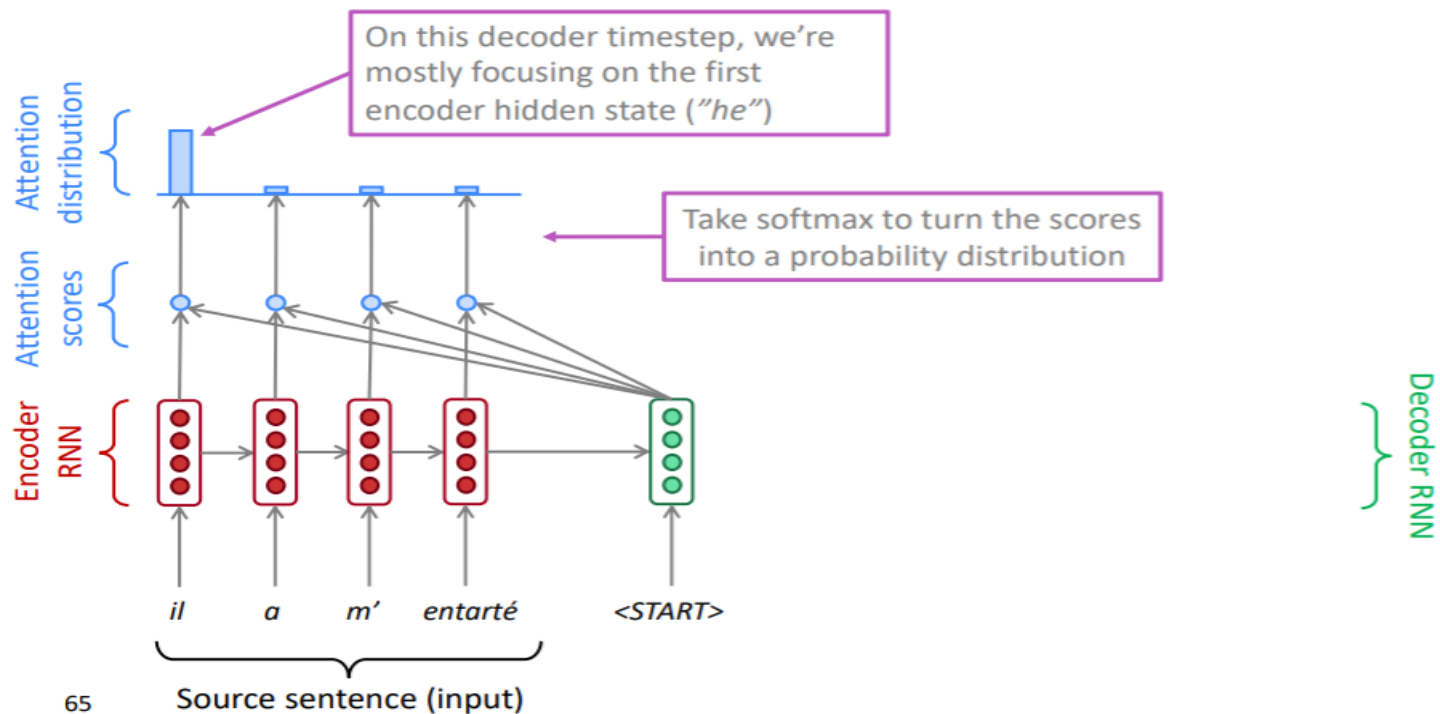 On this decoder timestep, we're
mostly focusing on the first
encoder hidden state ("he")
Attention
distribution
Take softmax to turn the scores
into a probability distribution
Attention
scores
Encoder
RNN
Decoder RNN
il a m' entarté <START>
Source sentence (input)
65